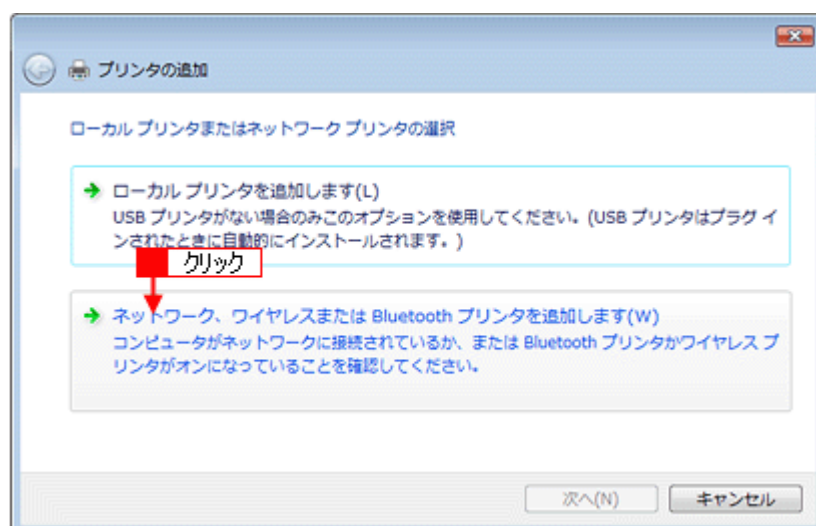 プリンタの追加
ローカル プリンタまたはネットワーク プリンタの選択
ローカル プリンタを追加します(L)
USB プリンタがない場合のみこのオプションを使用してください。(USB プリンタはプラグ イ
ンされたときに自動的にインストールされます。)
クリック
ネットワーク、ワイヤレスまたは Bluetooth プリンタを追加します(W)
コンピュータがネットワークに接続されているか、または Bluetooth プリンタかワイヤレス プ
リンタがオンになっていることを確認してください。
次へ(N)
キャンセル